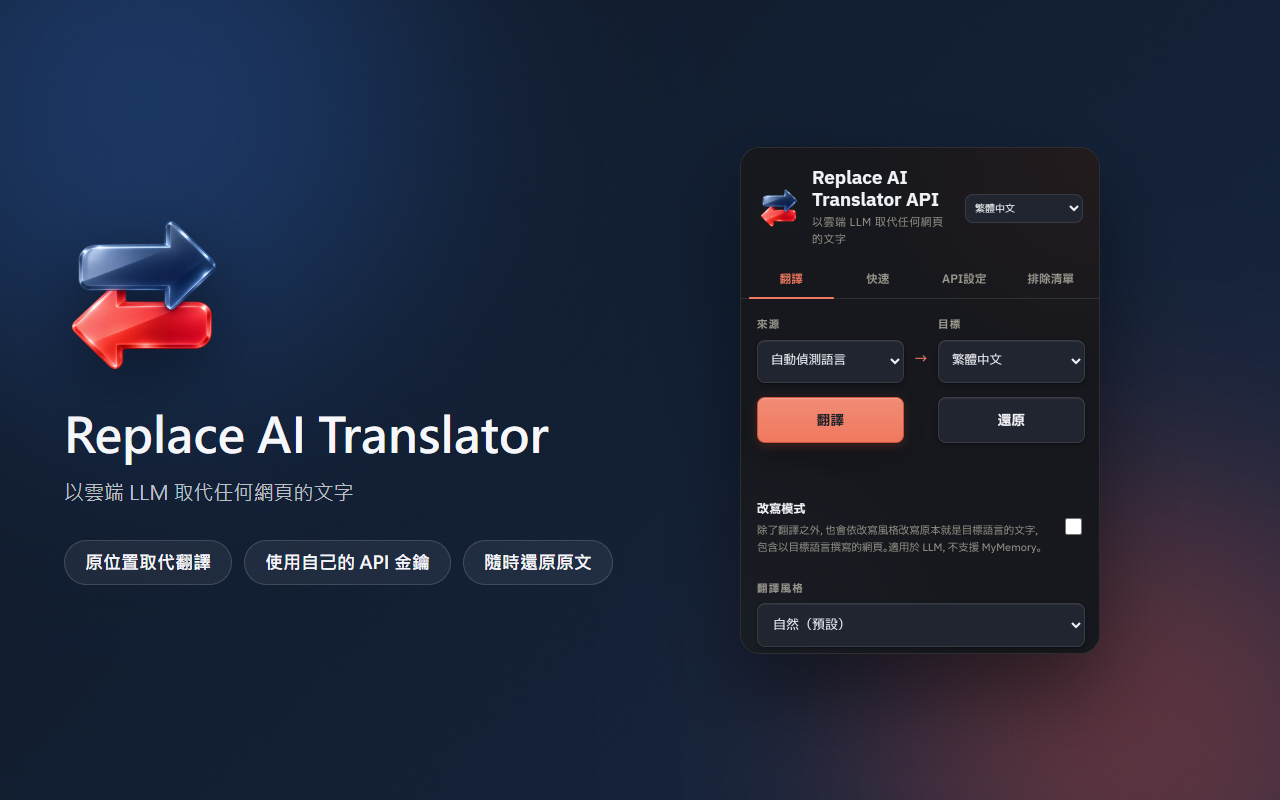 Replace AI Translator
以雲端 LLM 取代任何網頁的文字
原位置取代翻譯
使用自己的 API 金鑰
隨時還原原文
Replace AI
Translator API
以雲端 LLM 取代任何網頁
的文字
繁體中文
翻譯
快速
API設定
排除清單
來源
目標
自動偵測語言
→
繁體中文
翻譯
還原
改寫模式
除了翻譯之外, 也會依改寫風格改寫原本就是目標語言的文字,
包含以目標語言撰寫的網頁。適用於 LLM, 不支援 MyMemory。
翻譯風格
自然（預設）